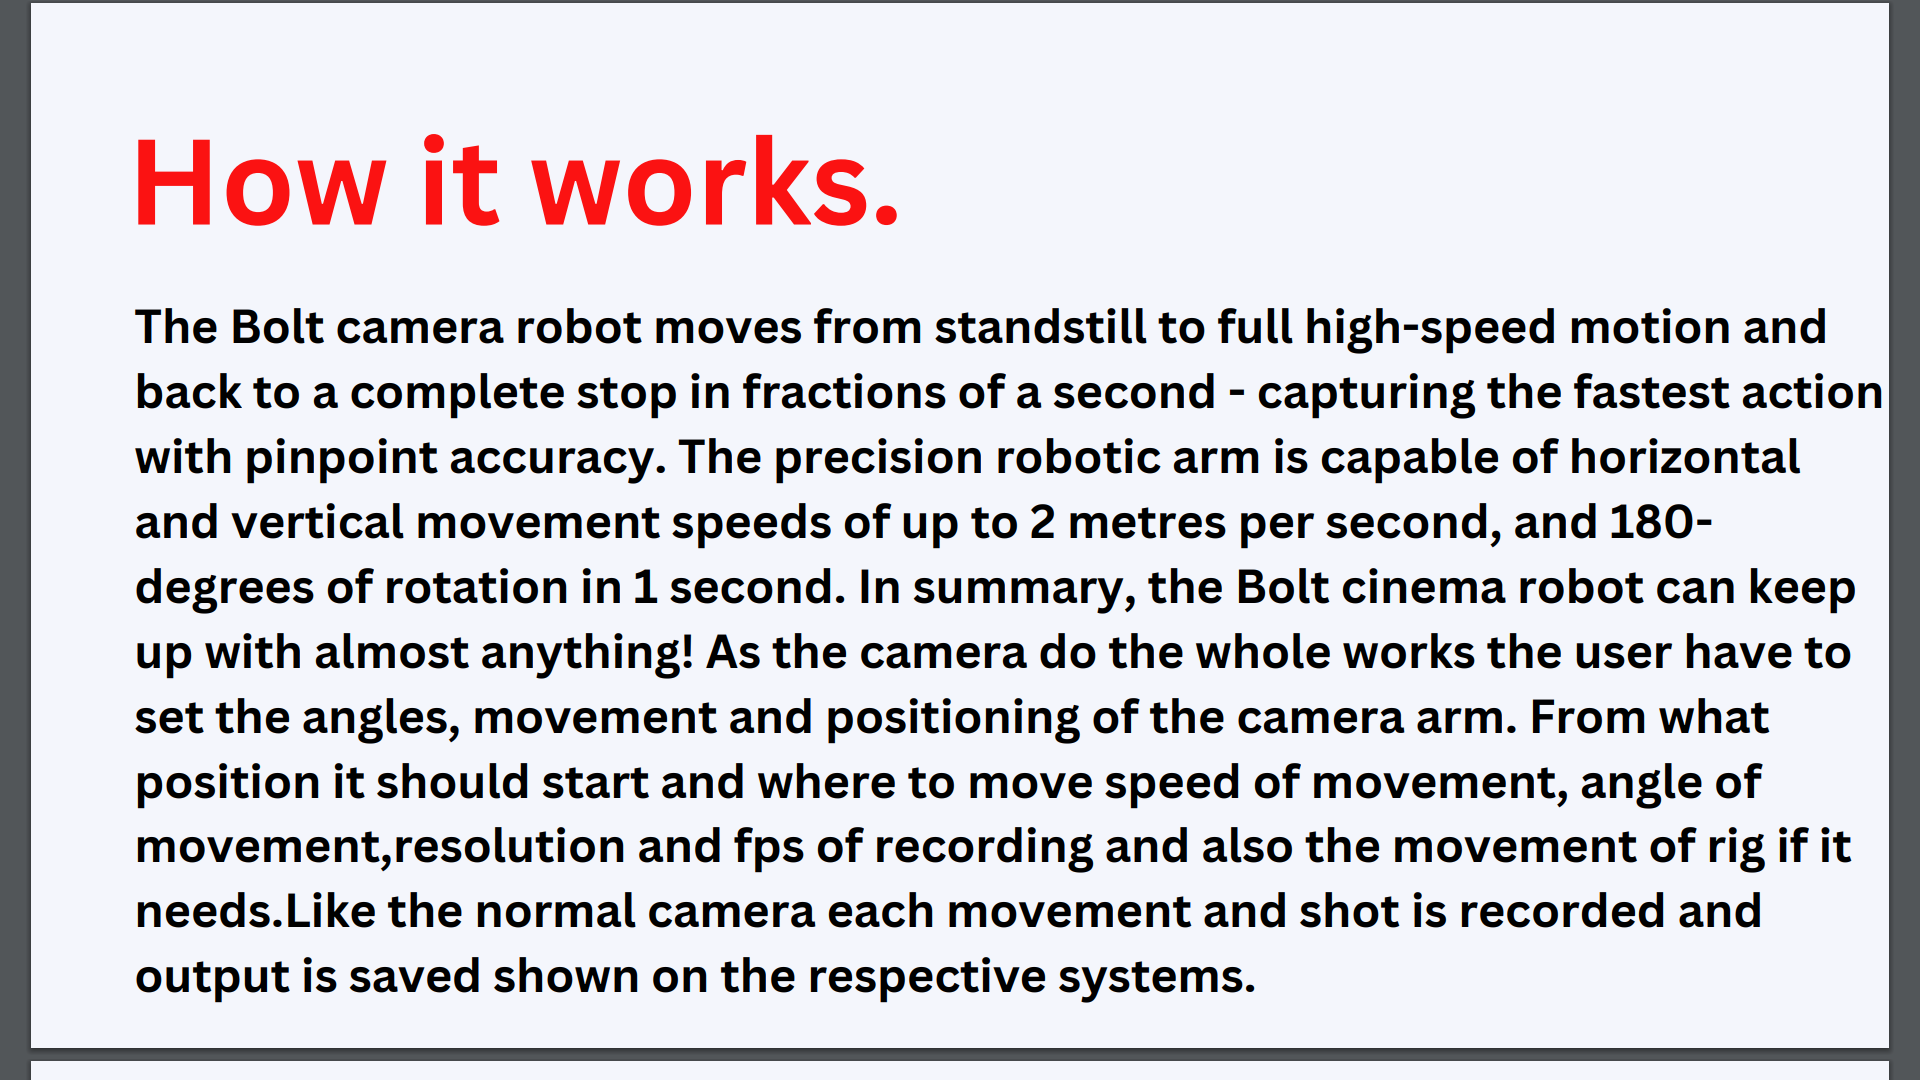 How it works.
The Bolt camera robot moves from standstill to full high-speed motion and
back to a complete stop in fractions of a second - capturing the fastest action
with pinpoint accuracy. The precision robotic arm is capable of horizontal
and vertical movement speeds of up to 2 metres per second, and 180-
degrees of rotation in 1 second. In summary, the Bolt cinema robot can keep
up with almost anything! As the camera do the whole works the user have to
set the angles, movement and positioning of the camera arm. From what
position it should start and where to move speed of movement, angle of
movement,resolution and fps of recording and also the movement of rig if it
needs.Like the normal camera each movement and shot is recorded and
output is saved shown on the respective systems.